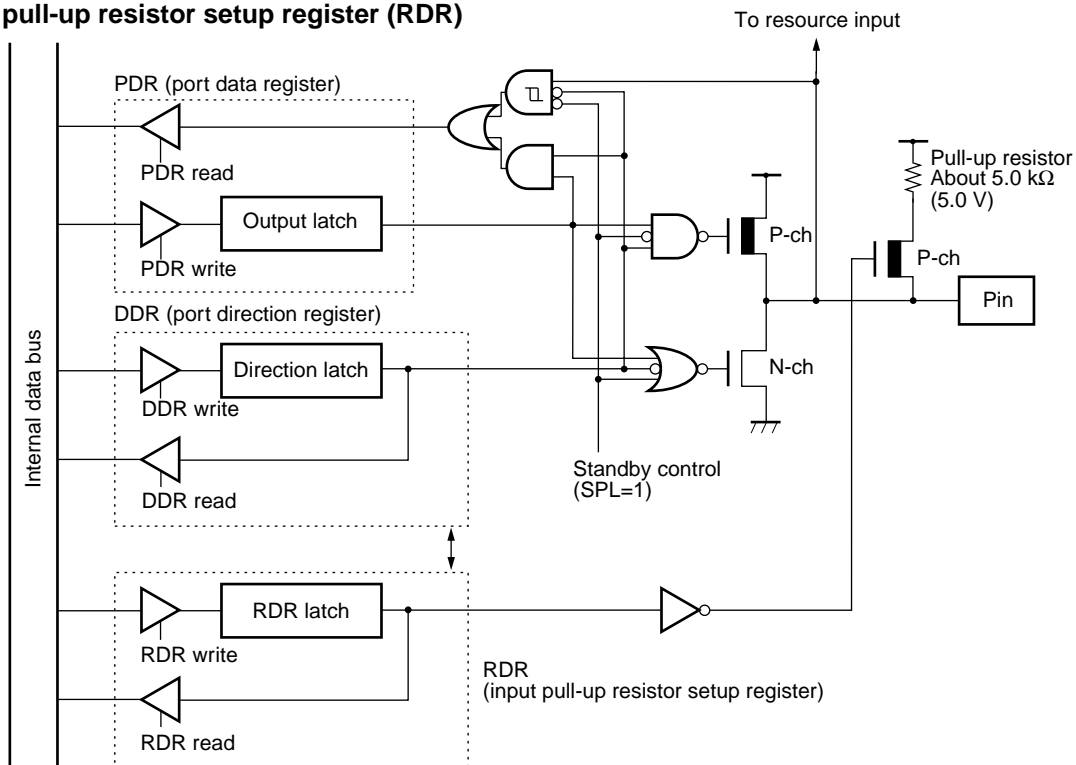 pull-up resistor setup register (RDR)
To resource input
PDR (port data register)
PDR read
Pull-up resistor
About 5.0 kΩ
(5.0 V)
Output latch
P-ch
P-ch
PDR write
Pin
DDR (port direction register)
Internal data bus
Direction latch
N-ch
DDR write
Standby control
(SPL=1)
DDR read
RDR latch
RDR write
RDR
(input pull-up resistor setup register)
RDR read